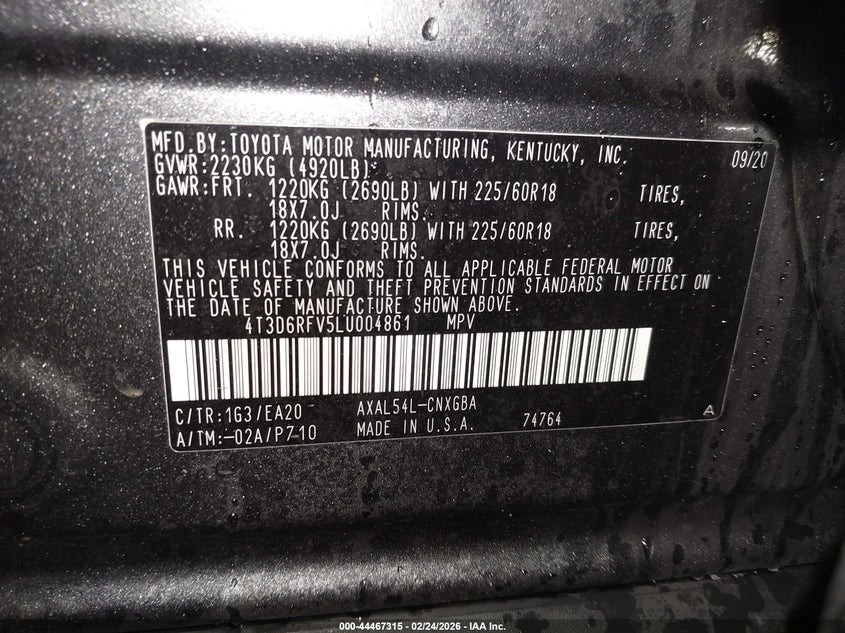 MFD.BY:TOYOTA MOTOR MANUFACTURING, KENTUCKY, INC. 09/20
GVWR:2230KG (4920LB)
GAWR:FRT. 1220KG (2690LB) WITH 225/60R18 TIRES,
18X7.0J RIMS.
RR. 1220KG (2690LB) WITH 225/60R18 TIRES,
18X7.0J RIMS.
THIS VEHICLE CONFORMS TO ALL APPLICABLE FEDERAL MOTOR
VEHICLE SAFETY AND THEFT PREVENTION STANDARDS IN EFFECT ON
THE DATE OF MANUFACTURE SHOWN ABOVE.
4T3D6RFV5LU004861 MPV
C/TR:1G3/EA20 AXAL54L-CNXGBA
A/TM:-02A/P710 MADE IN U.S.A. 74764 A
000-44467315 - 02/24/2026 - IAA Inc.